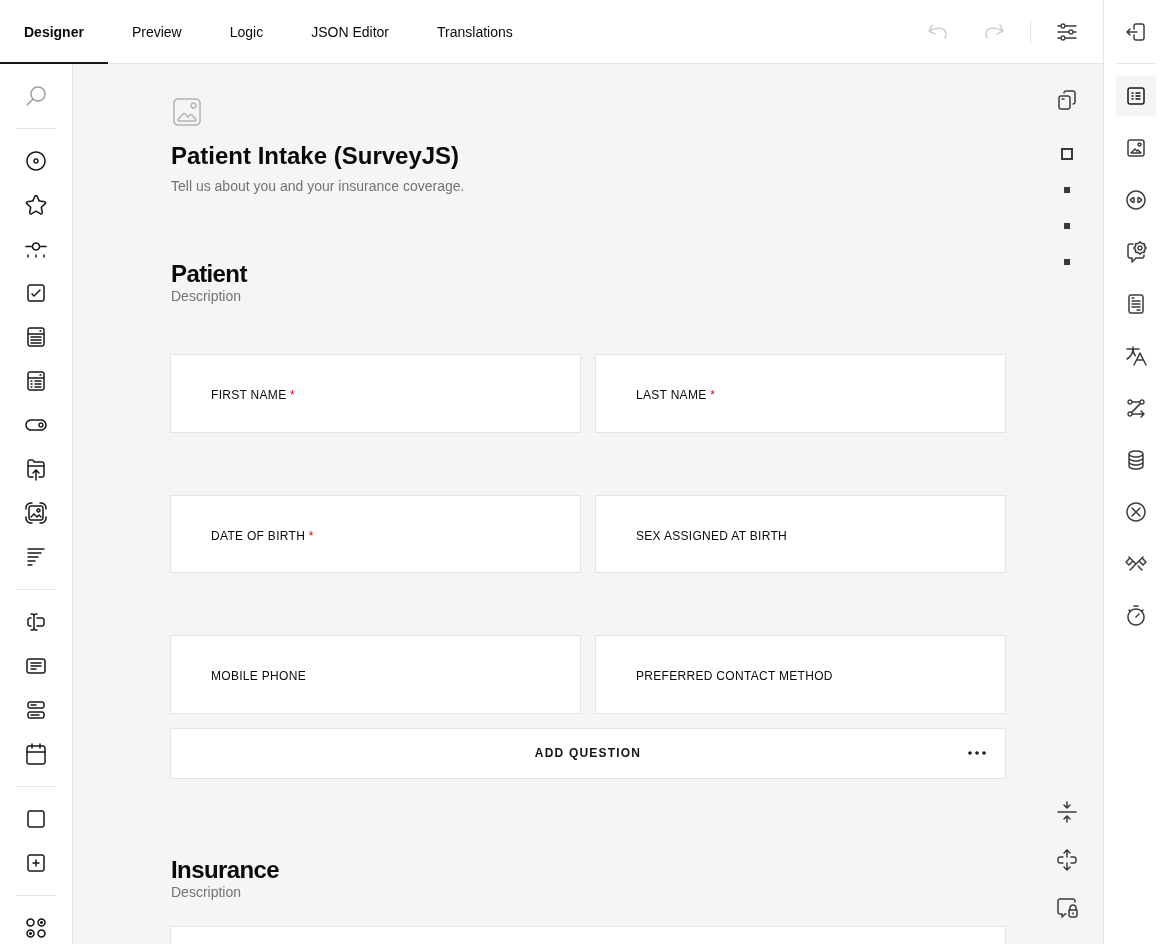 Designer
Preview
Logic
JSON Editor
Translations
Patient Intake (SurveyJS)
Tell us about you and your insurance coverage.
Patient
Description
FIRST NAME *
LAST NAME *
DATE OF BIRTH *
SEX ASSIGNED AT BIRTH
MOBILE PHONE
PREFERRED CONTACT METHOD
ADD QUESTION
Insurance
Description